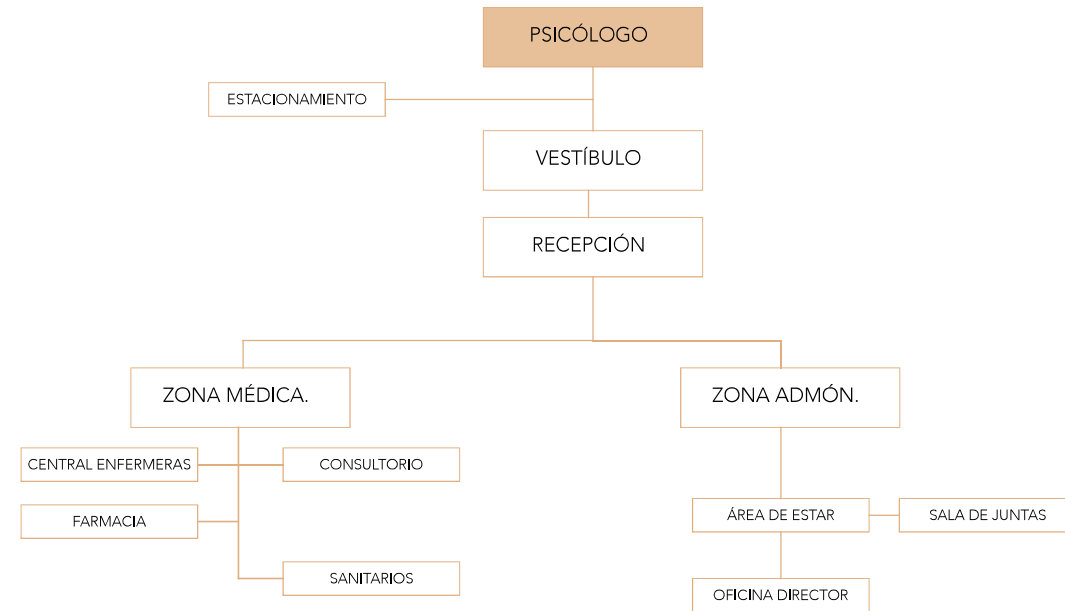 PSICÓLOGO
ESTACIONAMIENTO
VESTÍBULO
RECEPCIÓN
ZONA MÉDICA.
ZONA ADMÓN.
CENTRAL ENFERMERAS
CONSULTORIO
FARMACIA
ÁREA DE ESTAR
SALA DE JUNTAS
SANITARIOS
OFICINA DIRECTOR